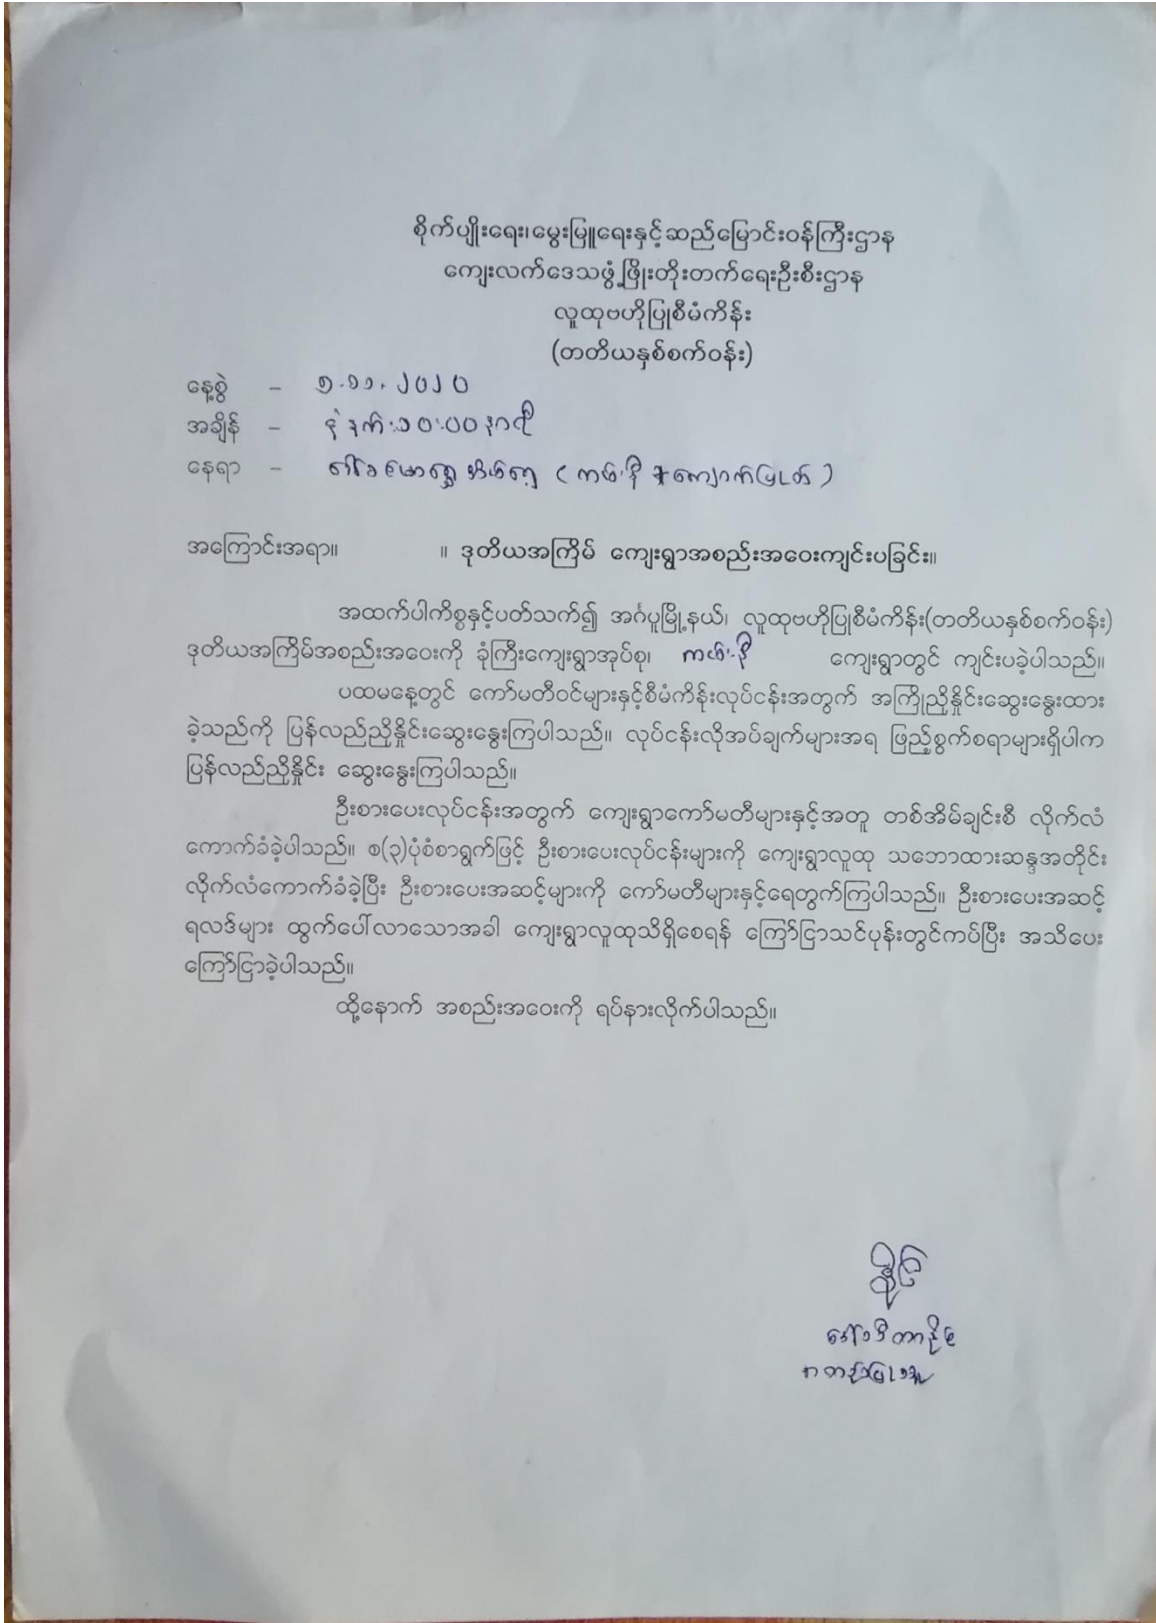 စိုက်ပျိုးရေး၊မွေးမြူရေးနှင့်ဆည်မြောင်းဝန်ကြီးဌာန
ကျေးလက်ဒေသဖွံ့ဖြိုးတိုးတက်ရေးဦးစီးဌာန
လူထုဗဟိုပြုစီမံကိန်း
(တတိယနှစ်စက်ဝန်း)
နေ့စွဲ - ၅.၁၁.၂၀၂၀
အချိန် - နံနက် ၁၀:၀၀ နာရီ
နေရာ -
အကြောင်းအရာ။ ။ ဒုတိယအကြိမ် ကျေးရွာအစည်းအဝေးကျင်းပခြင်း။
အထက်ပါကိစ္စနှင့်ပတ်သက်၍ အင်္ဂပူမြို့နယ်၊ လူထုဗဟိုပြုစီမံကိန်း(တတိယနှစ်စက်ဝန်း)
ဒုတိယအကြိမ်အစည်းအဝေးကို ခုံကြီးကျေးရွာအုပ်စု၊ ကျေးရွာတွင် ကျင်းပခဲ့ပါသည်။
ပထမနေ့တွင် ကော်မတီဝင်များနှင့်စီမံကိန်းလုပ်ငန်းအတွက် အကြိုညှိနှိုင်းဆွေးနွေးထား
ခဲ့သည်ကို ပြန်လည်ညှိနှိုင်းဆွေးနွေးကြပါသည်။ လုပ်ငန်းလိုအပ်ချက်များအရ ဖြည့်စွက်စရာများရှိပါက
ပြန်လည်ညှိနှိုင်း ဆွေးနွေးကြပါသည်။
ဦးစားပေးလုပ်ငန်းအတွက် ကျေးရွာကော်မတီများနှင့်အတူ တစ်အိမ်ချင်းစီ လိုက်လံ
ကောက်ခံခဲ့ပါသည်။ စ(၃)ပုံစံစာရွက်ဖြင့် ဦးစားပေးလုပ်ငန်းများကို ကျေးရွာလူထု သဘောထားဆန္ဒအတိုင်း
လိုက်လံကောက်ခံခဲ့ပြီး ဦးစားပေးအဆင့်များကို ကော်မတီများနှင့်ရေတွက်ကြပါသည်။ ဦးစားပေးအဆင့်
ရလဒ်များ ထွက်ပေါ်လာသောအခါ ကျေးရွာလူထုသိရှိစေရန် ကြော်ငြာသင်ပုန်းတွင်ကပ်ပြီး အသိပေး
ကြော်ငြာခဲ့ပါသည်။
ထို့နောက် အစည်းအဝေးကို ရပ်နားလိုက်ပါသည်။